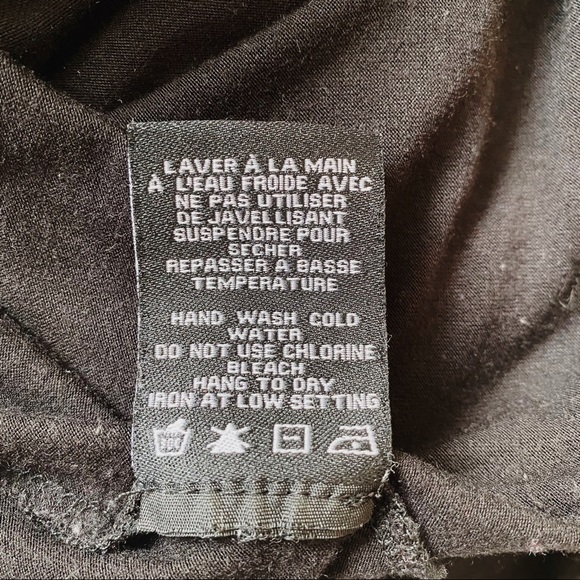 LAVER À LA MAIN
À L'EAU FROIDE AVEC
NE PAS UTILISER
DE JAVELLISANT
SUSPENDRE POUR
SECHER
REPASSER A BASSE
TEMPERATURE
HAND WASH COLD
WATER
DO NOT USE CHLORINE
BLEACH
HANG TO DRY
IRON AT LOW SETTING